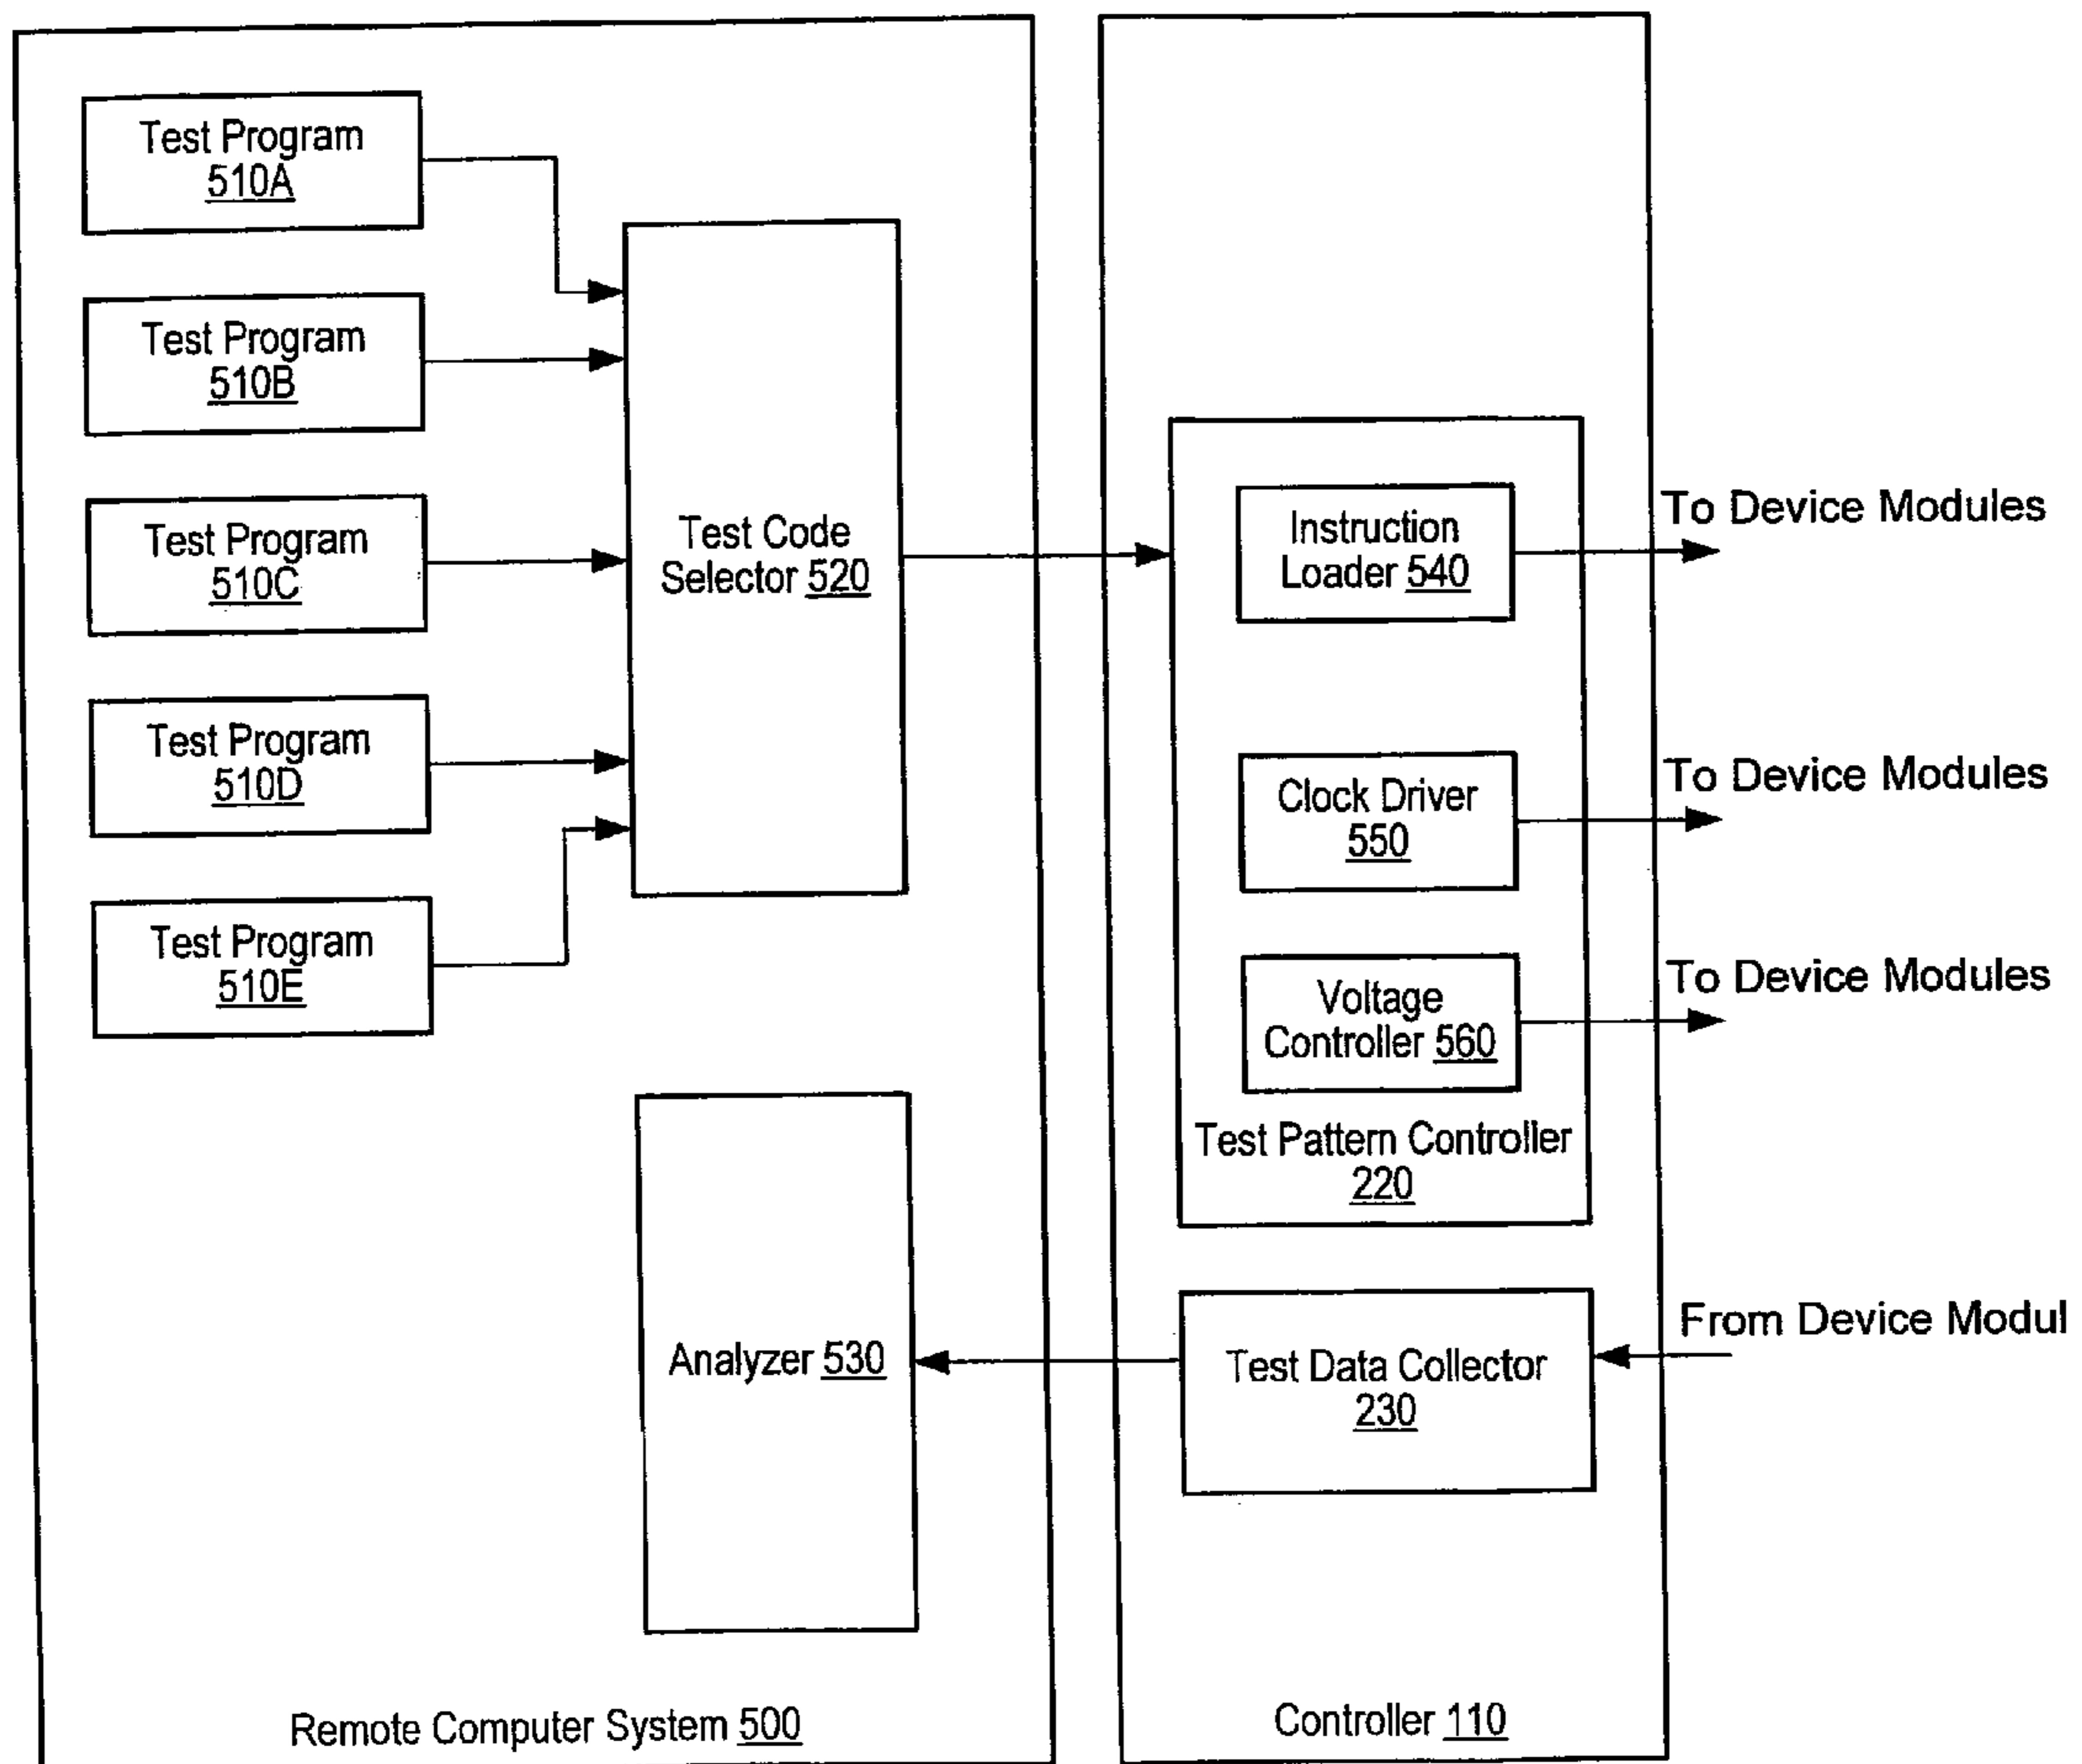 Test Program
510A
Test Program
510B
Test Program
510C
Test Program
510D
Test Program
510E
Test Code
Selector 520
Analyzer 530
Remote Computer System 500
Instruction
Loader 540
Clock Driver
550
Voltage
Controller 560
Test Pattern Controller
220
Test Data Collector
230
Controller 110
To Device Modules
To Device Modules
To Device Modules
From Device Modul